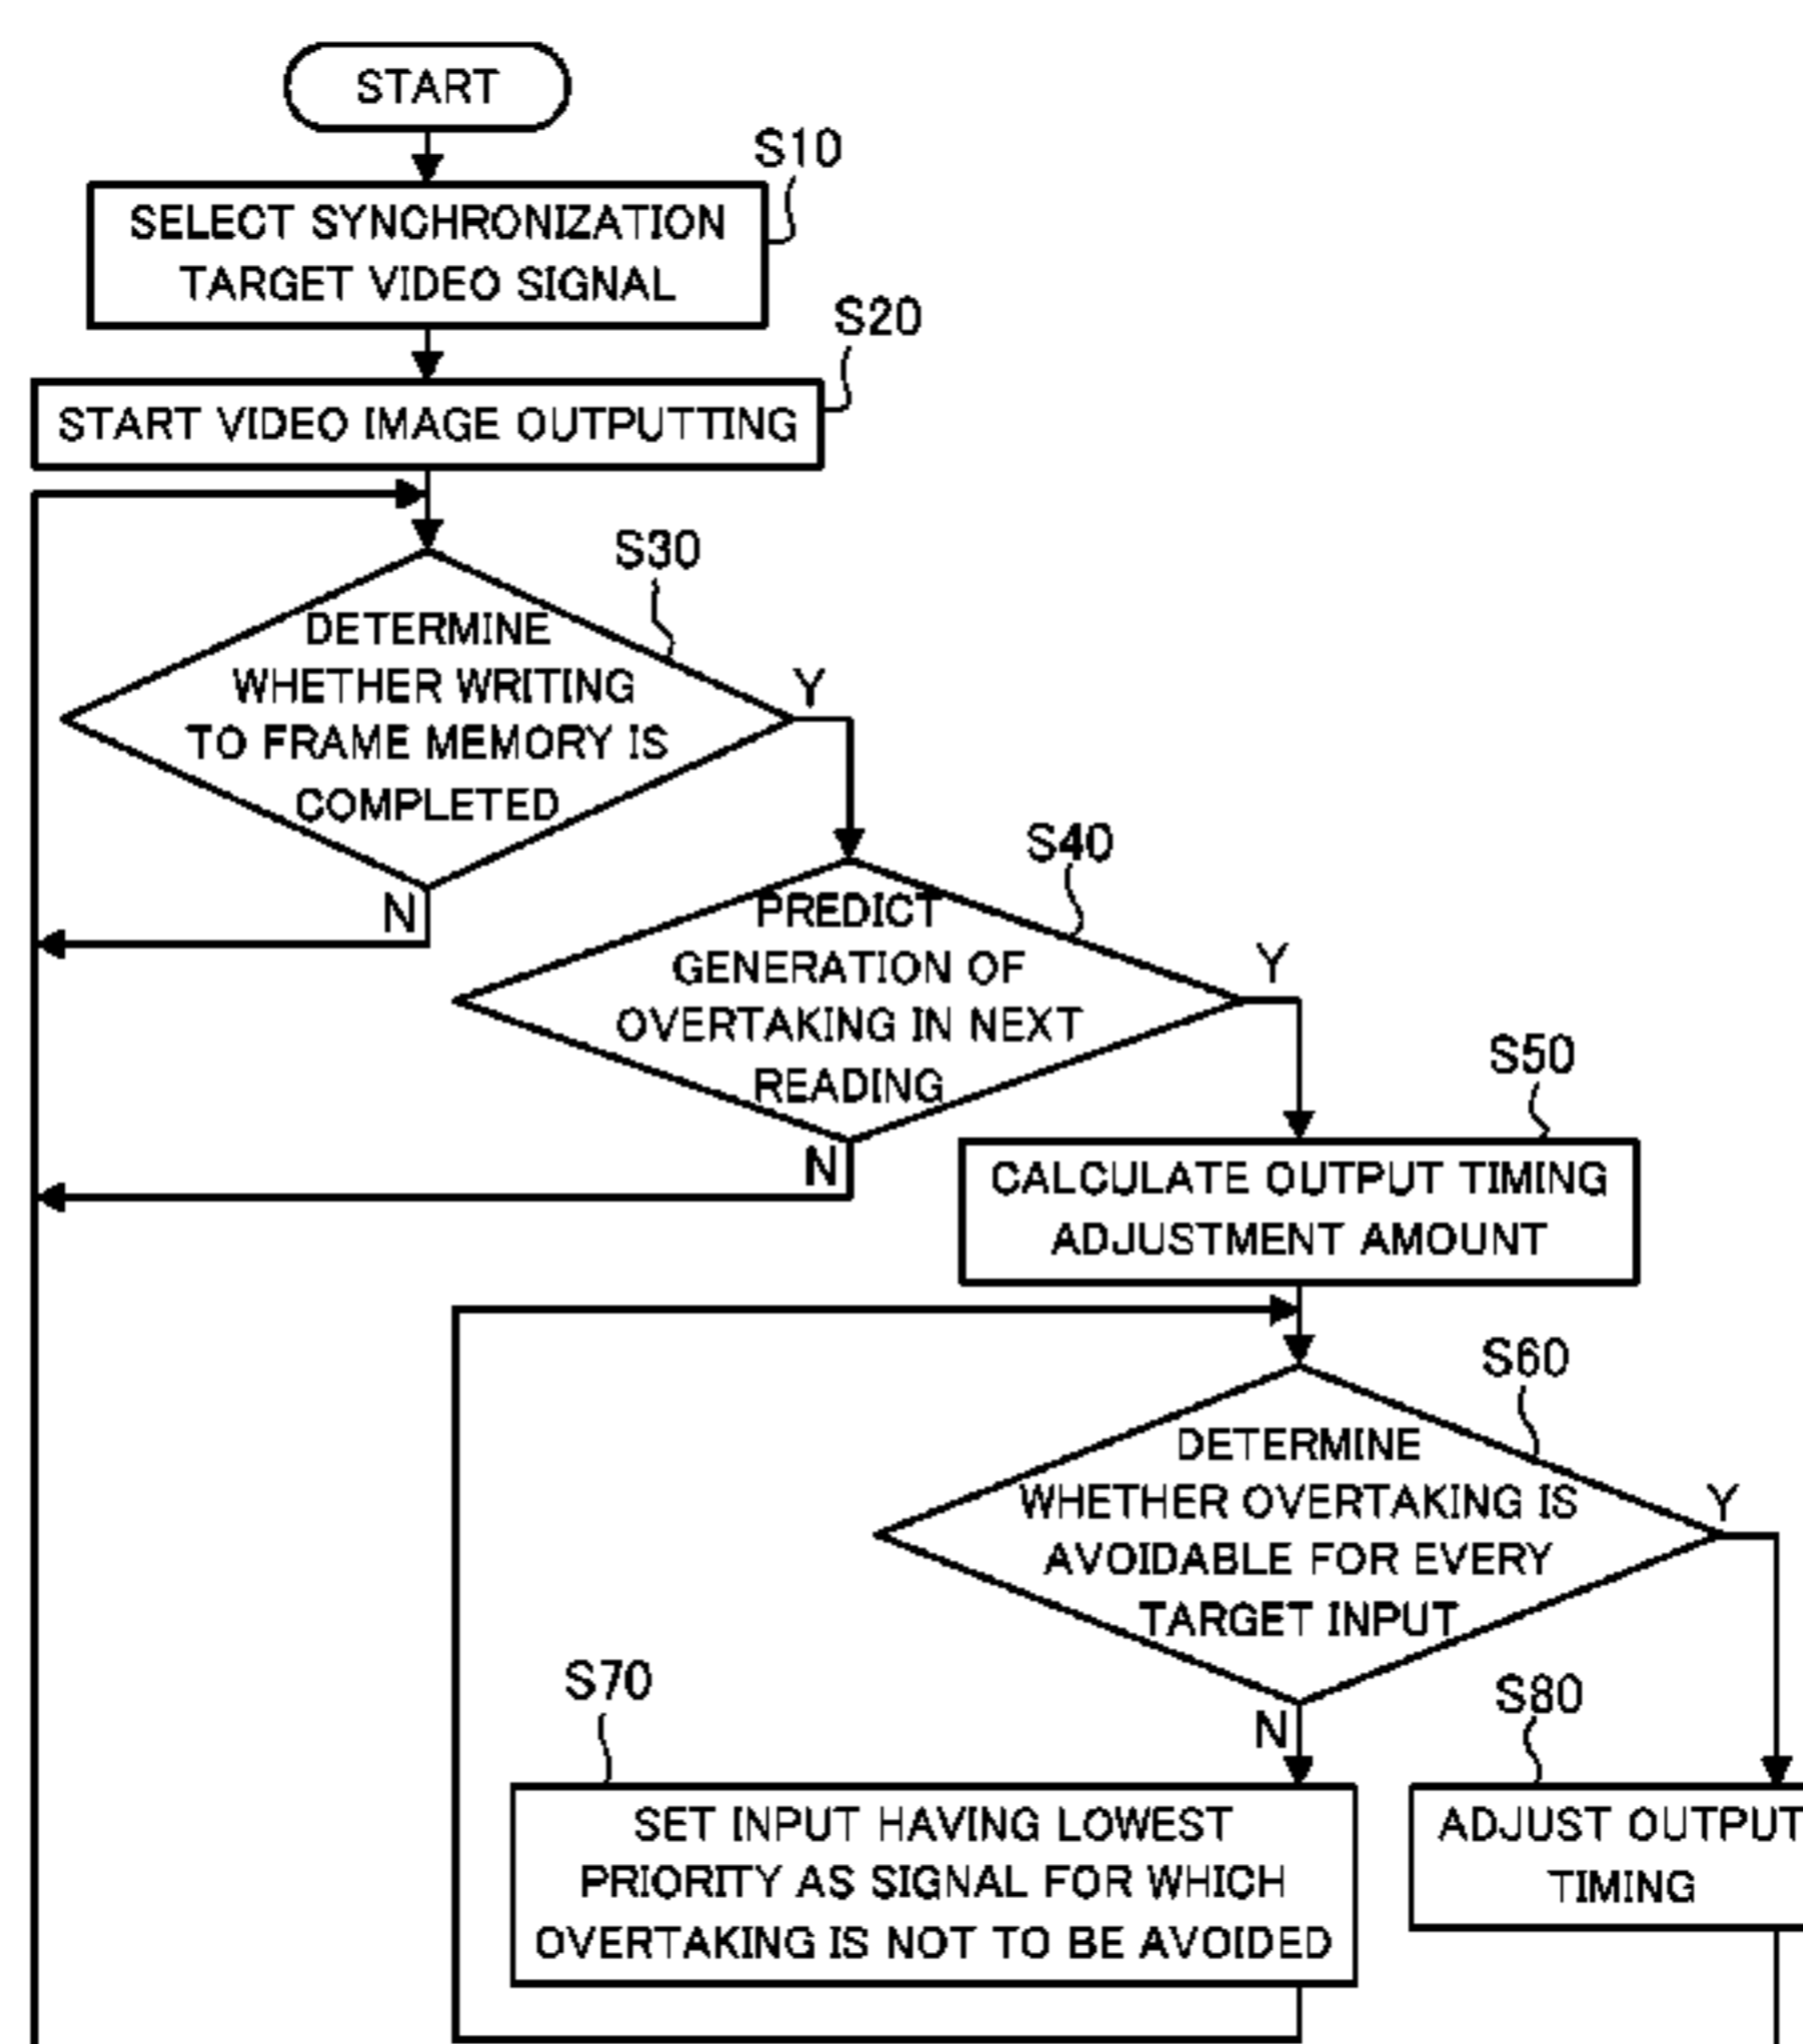 START
S10
SELECT SYNCHRONIZATION
TARGET VIDEO SIGNAL
S20
START VIDEO IMAGE OUTPUTTING
S30
DETERMINE
WHETHER WRITING
TO FRAME MEMORY IS
COMPLETED
Y
N
S40
PREDICT
GENERATION OF
OVERTAKING IN NEXT
READING
Y
N
S50
CALCULATE OUTPUT TIMING
ADJUSTMENT AMOUNT
S60
DETERMINE
WHETHER OVERTAKING IS
AVOIDABLE FOR EVERY
TARGET INPUT
Y
N
S70
SET INPUT HAVING LOWEST
PRIORITY AS SIGNAL FOR WHICH
OVERTAKING IS NOT TO BE AVOIDED
S80
ADJUST OUTPUT
TIMING